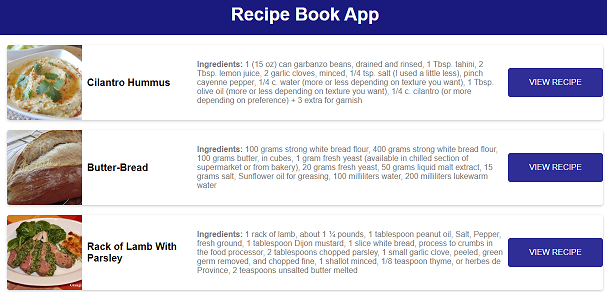 Recipe Book App
Cilantro Hummus
Ingredients: 1 (15 oz) can garbanzo beans, drained and rinsed, 1 Tbsp. tahini, 2
Tbsp. lemon juice, 2 garlic cloves, minced, 1/4 tsp. salt (I used a little less), pinch
cayenne pepper, 1/4 c. water (more or less depending on texture you want), 1 Tbsp.
olive oil (more or less depending on texture you want), 1/4 c. cilantro (or more
depending on preference) + 3 extra for garnish
VIEW RECIPE
Butter-Bread
Ingredients: 100 grams strong white bread flour, 400 grams strong white bread flour,
100 grams butter, in cubes, 1 gram fresh yeast (available in chilled section of
supermarket or from bakery), 20 grams fresh yeast, 50 grams liquid malt extract, 15
grams salt, Sunflower oil for greasing, 100 milliliters water, 200 milliliters lukewarm
water
VIEW RECIPE
Rack of Lamb With
Parsley
Ingredients: 1 rack of lamb, about 1 ¼ pounds, 1 tablespoon peanut oil, Salt, Pepper,
fresh ground, 1 tablespoon Dijon mustard, 1 slice white bread, process to crumbs in
the food processor, 2 tablespoons chopped parsley, 1 small garlic clove, peeled, green
germ removed, and chopped fine, 1 shallot minced, 1/8 teaspoon thyme, or herbes de
Province, 2 teaspoons unsalted butter melted
VIEW RECIPE